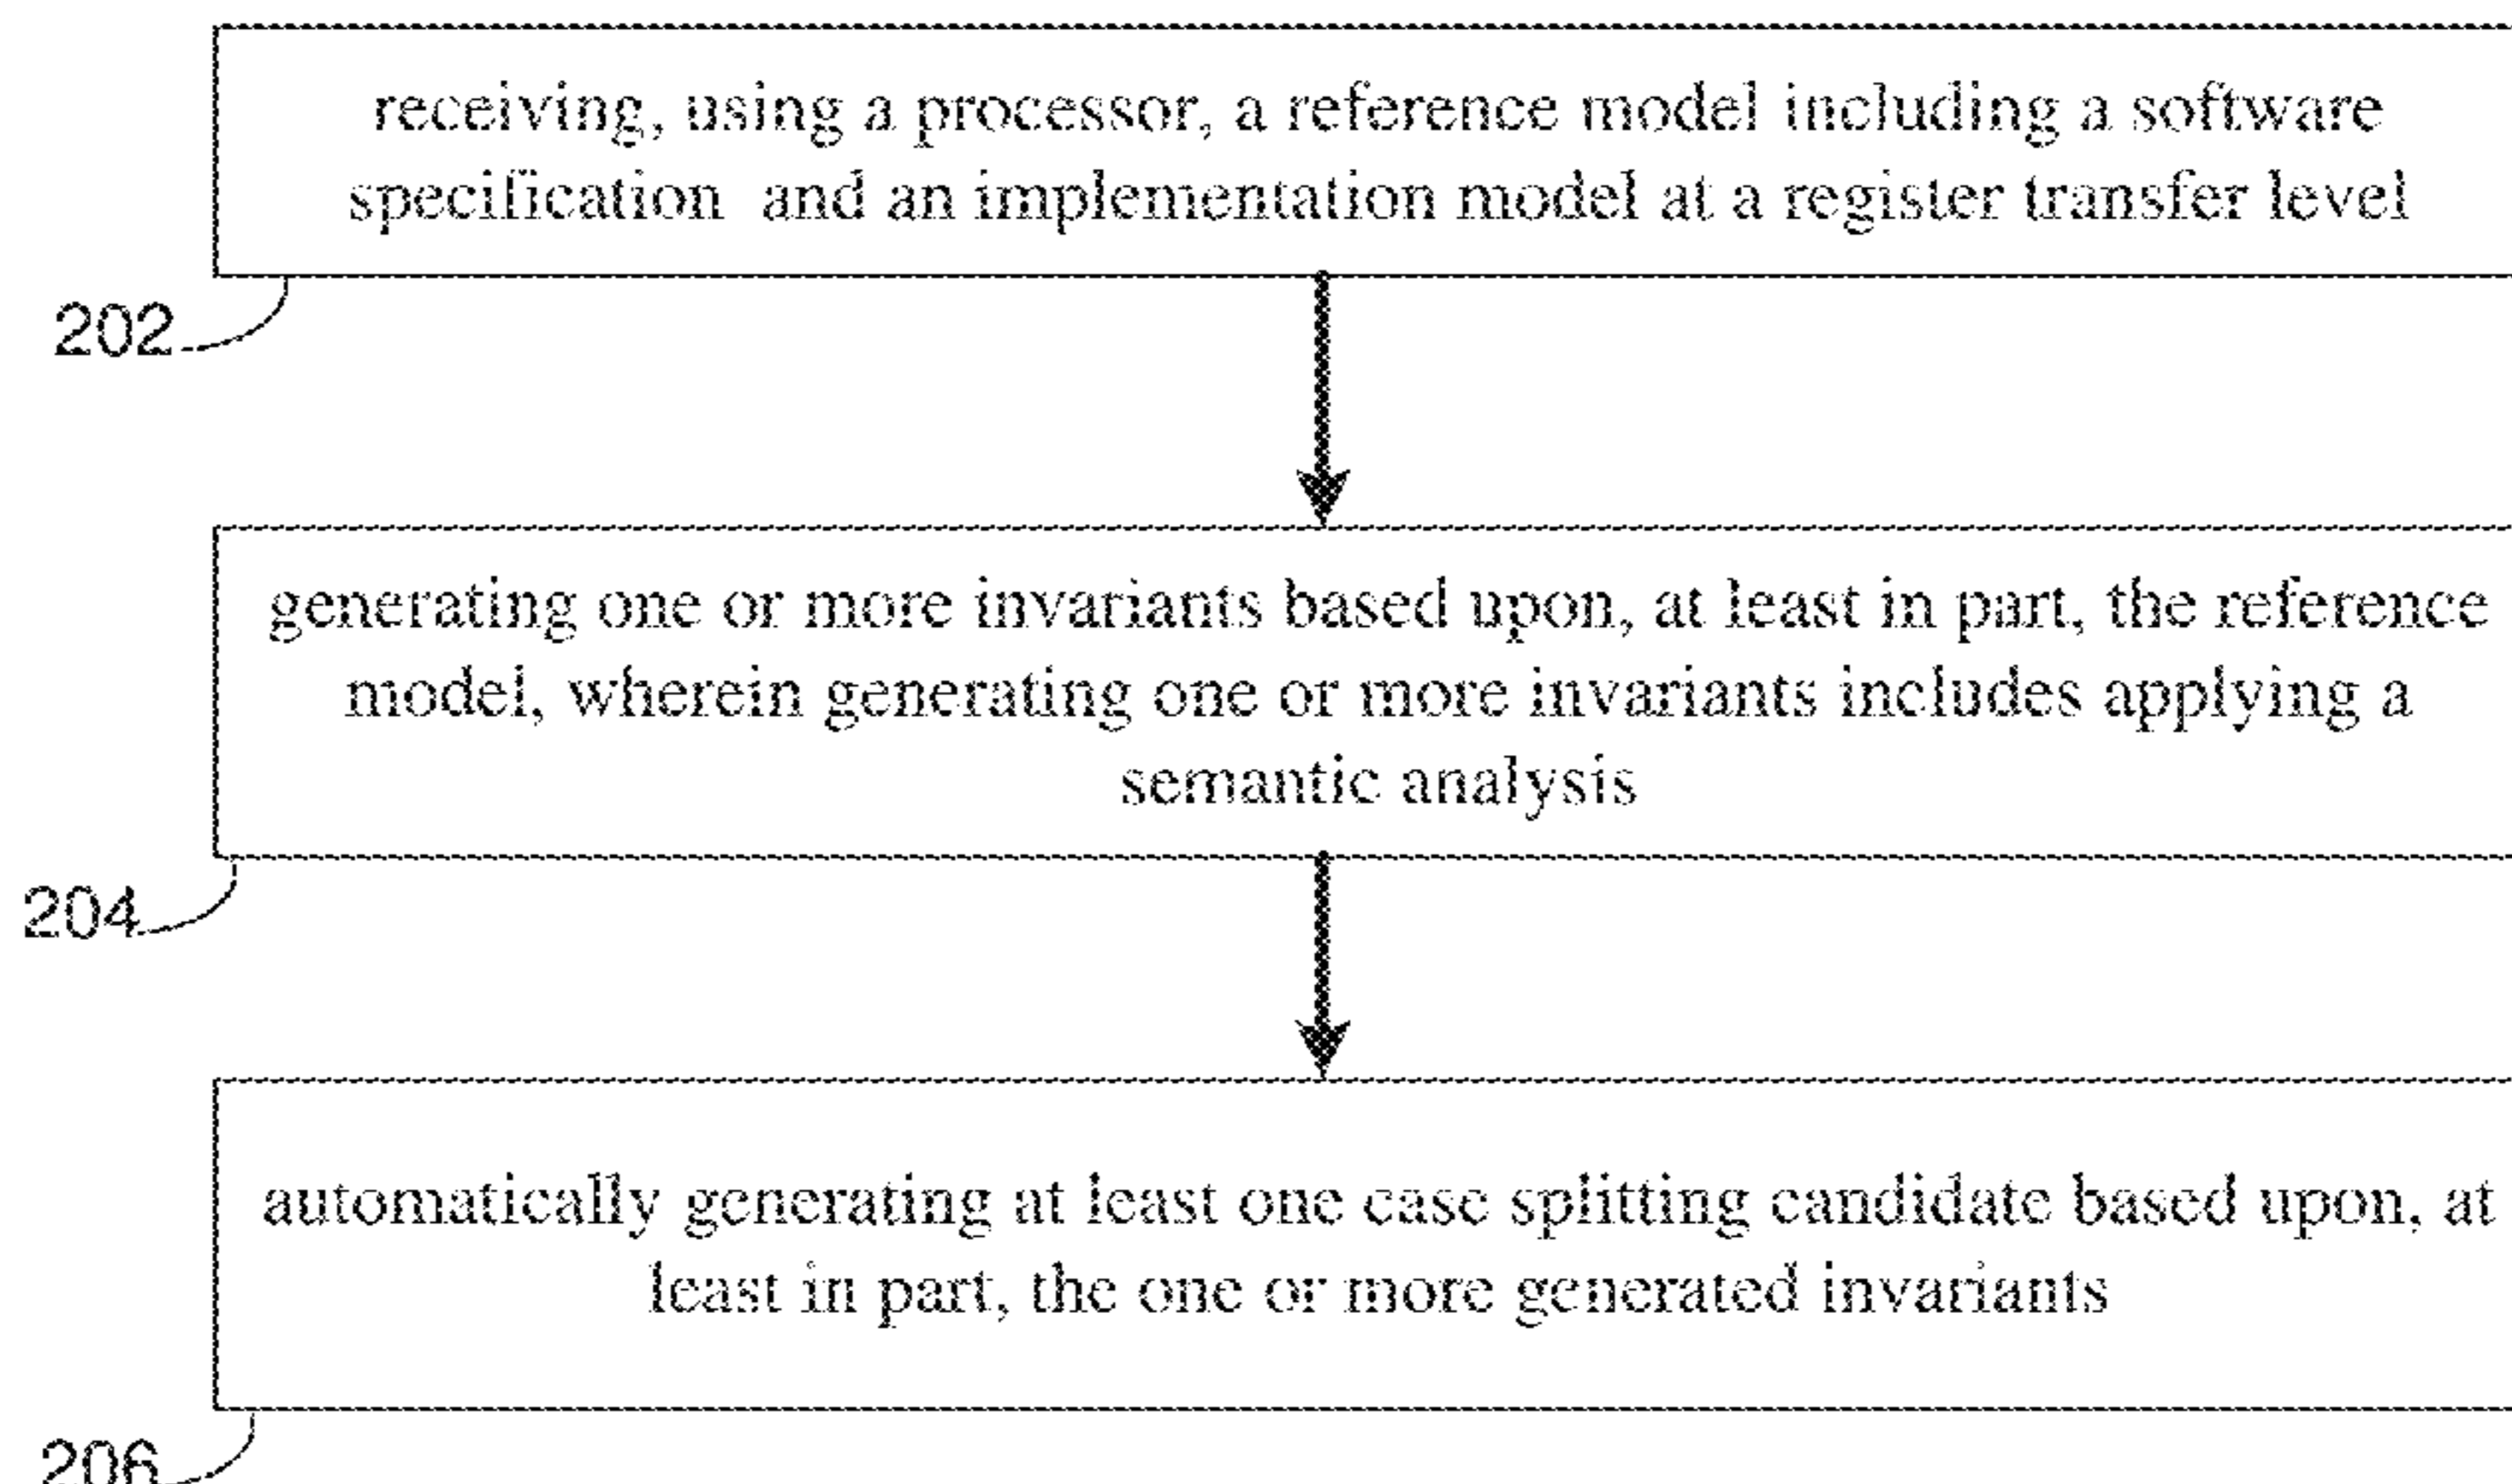 receiving, using a processor, a reference model including a software
specification and an implementation model at a register transfer level
202
generating one or more invariants based upon, at least in part, the reference
model, wherein generating one or more invariants includes applying a
semantic analysis
204
automatically generating at least one case splitting candidate based upon, at
least in part, the one or more generated invariants
206